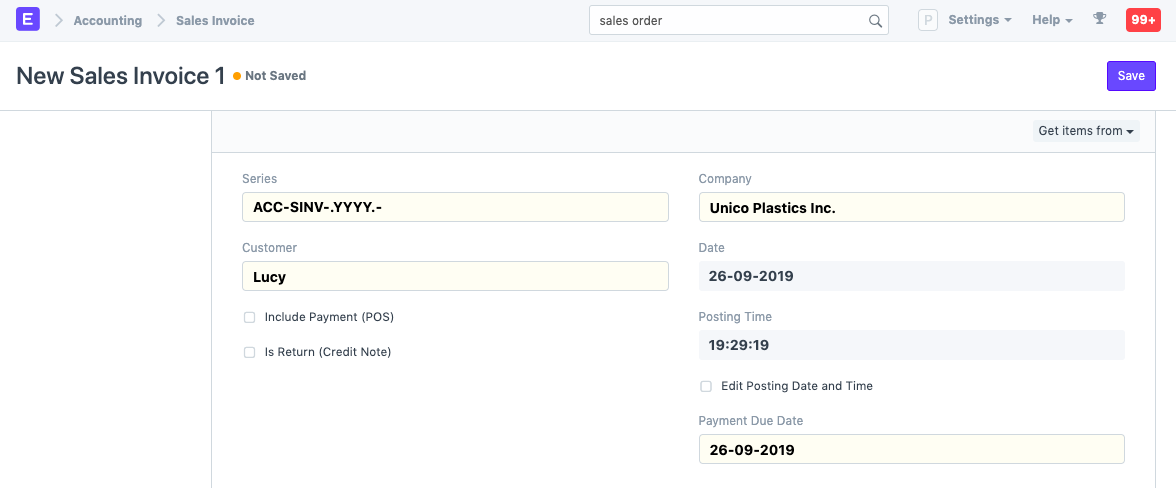 E Accounting Sales Invoice sales order P Settings Help 99+
New Sales Invoice 1 Not Saved Save
Get items from
Series Company
ACC-SINV-.YYYY.- Unico Plastics Inc.
Customer Date
Lucy 26-09-2019
Include Payment (POS) Posting Time
Is Return (Credit Note) 19:29:19
Edit Posting Date and Time
Payment Due Date
26-09-2019